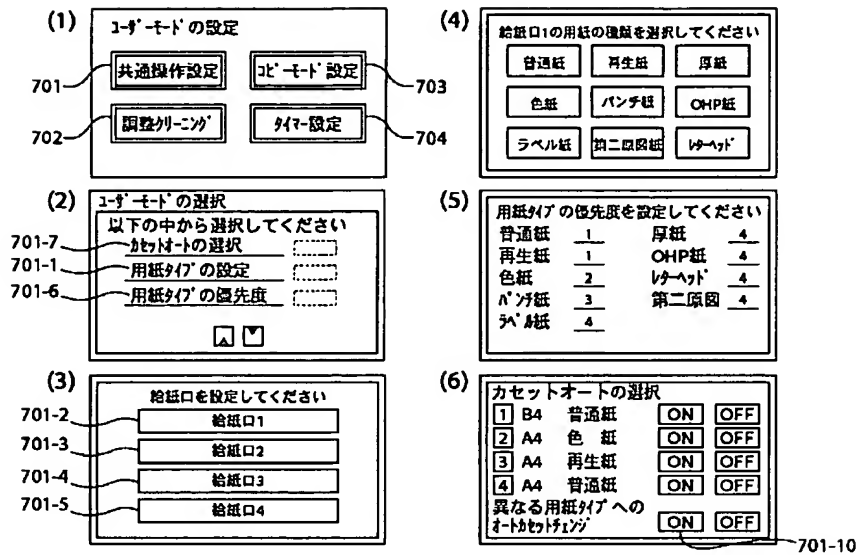 (1)
ユーザーモードの設定
701
共通操作設定
コピーモード設定
703
702
調整クリーニング
タイマー設定
704
(2)
ユーザーモードの選択
以下の中から選択してください
701-7
カセットオートの選択
701-1
用紙タイプの設定
701-6
用紙タイプの優先度
(3)
給紙口を設定してください
701-2
給紙口1
701-3
給紙口2
701-4
給紙口3
701-5
給紙口4
(4)
給紙口1の用紙の種類を選択してください
普通紙 再生紙 厚紙
色紙 パンチ紙 OHP紙
ラベル紙 第二原図紙 レターヘッド
(5)
用紙タイプの優先度を設定してください
普通紙 1 厚紙 4
再生紙 1 OHP紙 4
色紙 2 レターヘッド 4
パンチ紙 3 第二原図 4
ラベル紙 4
(6)
カセットオートの選択
1 B4 普通紙 ON OFF
2 A4 色 紙 ON OFF
3 A4 再生紙 ON OFF
4 A4 普通紙 ON OFF
異なる用紙タイプへの
オートカセットチェンジ ON OFF
701-10